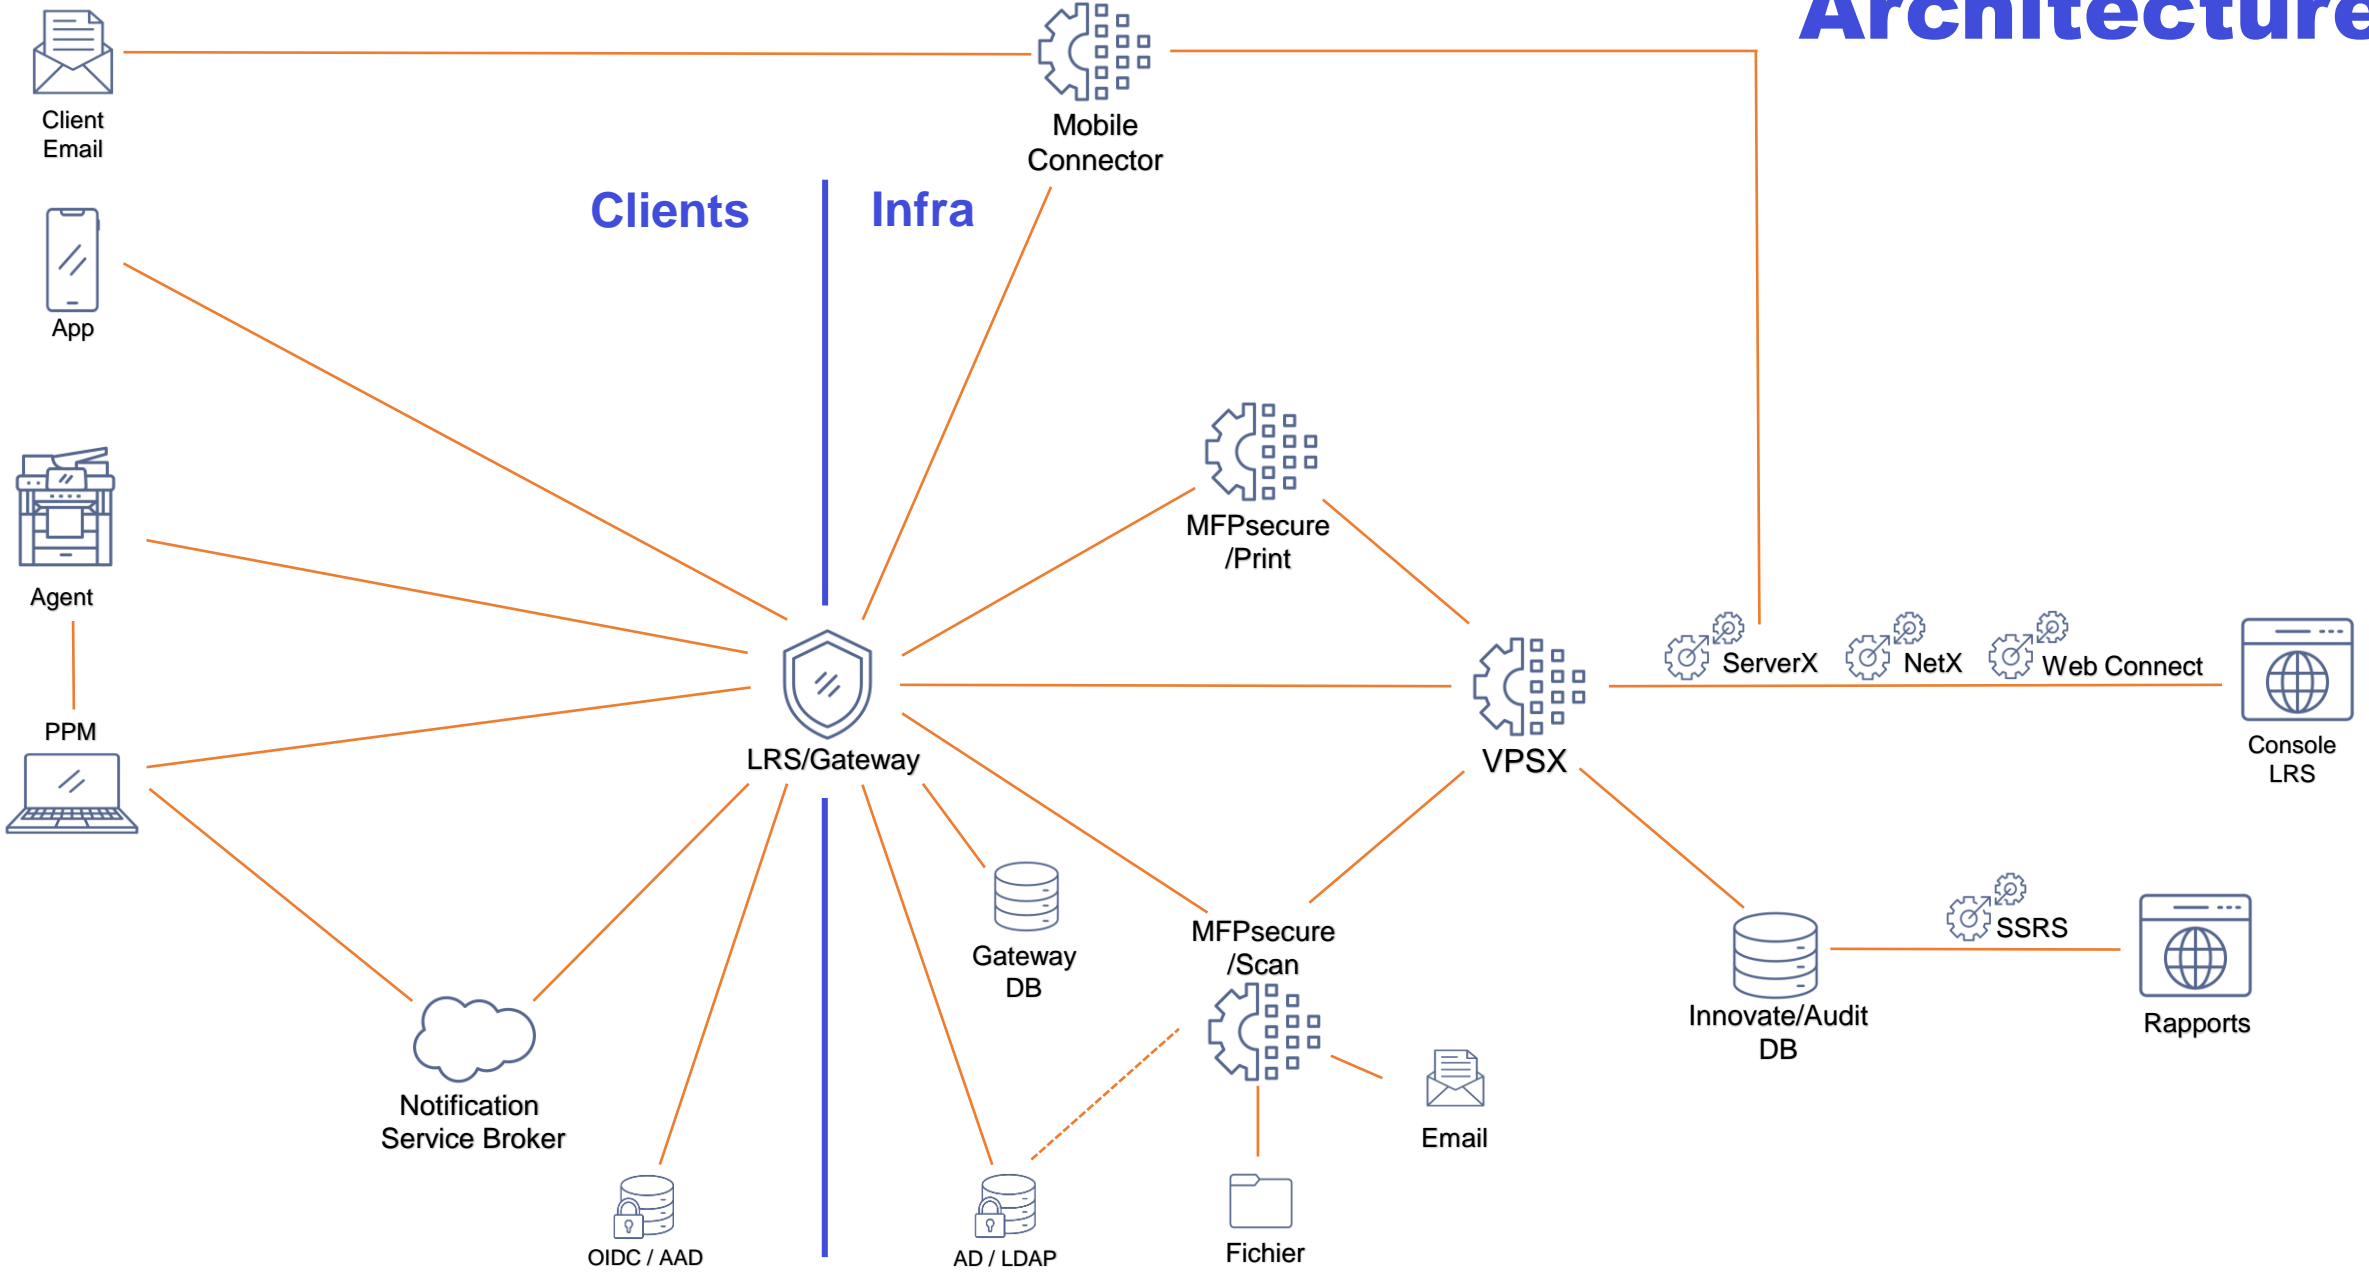 Architecture
Client
Email
Mobile
Connector
Clients
Infra
App
MFPsecure
/Print
Agent
ServerX
NetX
Web Connect
PPM
LRS/Gateway
VPSX
Console
LRS
MFPsecure
/Scan
Gateway
DB
SSRS
Innovate/Audit
DB
Rapports
Notification
Service Broker
Email
OIDC / AAD
AD / LDAP
Fichier